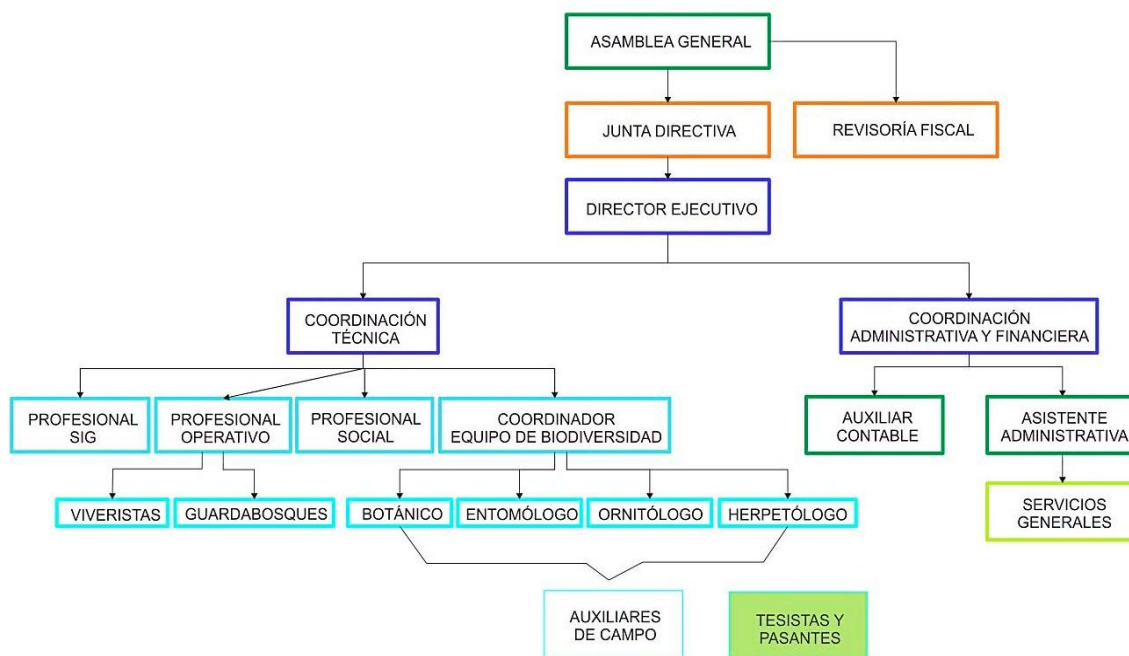 ASAMBLEA GENERAL
JUNTA DIRECTIVA
REVISORÍA FISCAL
DIRECTOR EJECUTIVO
COORDINACIÓN
TÉCNICA
COORDINACIÓN
ADMINISTRATIVA Y FINANCIERA
PROFESIONAL
SIG
PROFESIONAL
OPERATIVO
PROFESIONAL
SOCIAL
COORDINADOR
EQUIPO DE BIODIVERSIDAD
AUXILIAR
CONTABLE
ASISTENTE
ADMINISTRATIVA
VIVERISTAS
GUARDABOSQUES
BOTÁNICO
ENTOMÓLOGO
ORNITÓLOGO
HERPETÓLOGO
SERVICIOS
GENERALES
AUXILIARES
DE CAMPO
TESISTAS Y
PASANTES